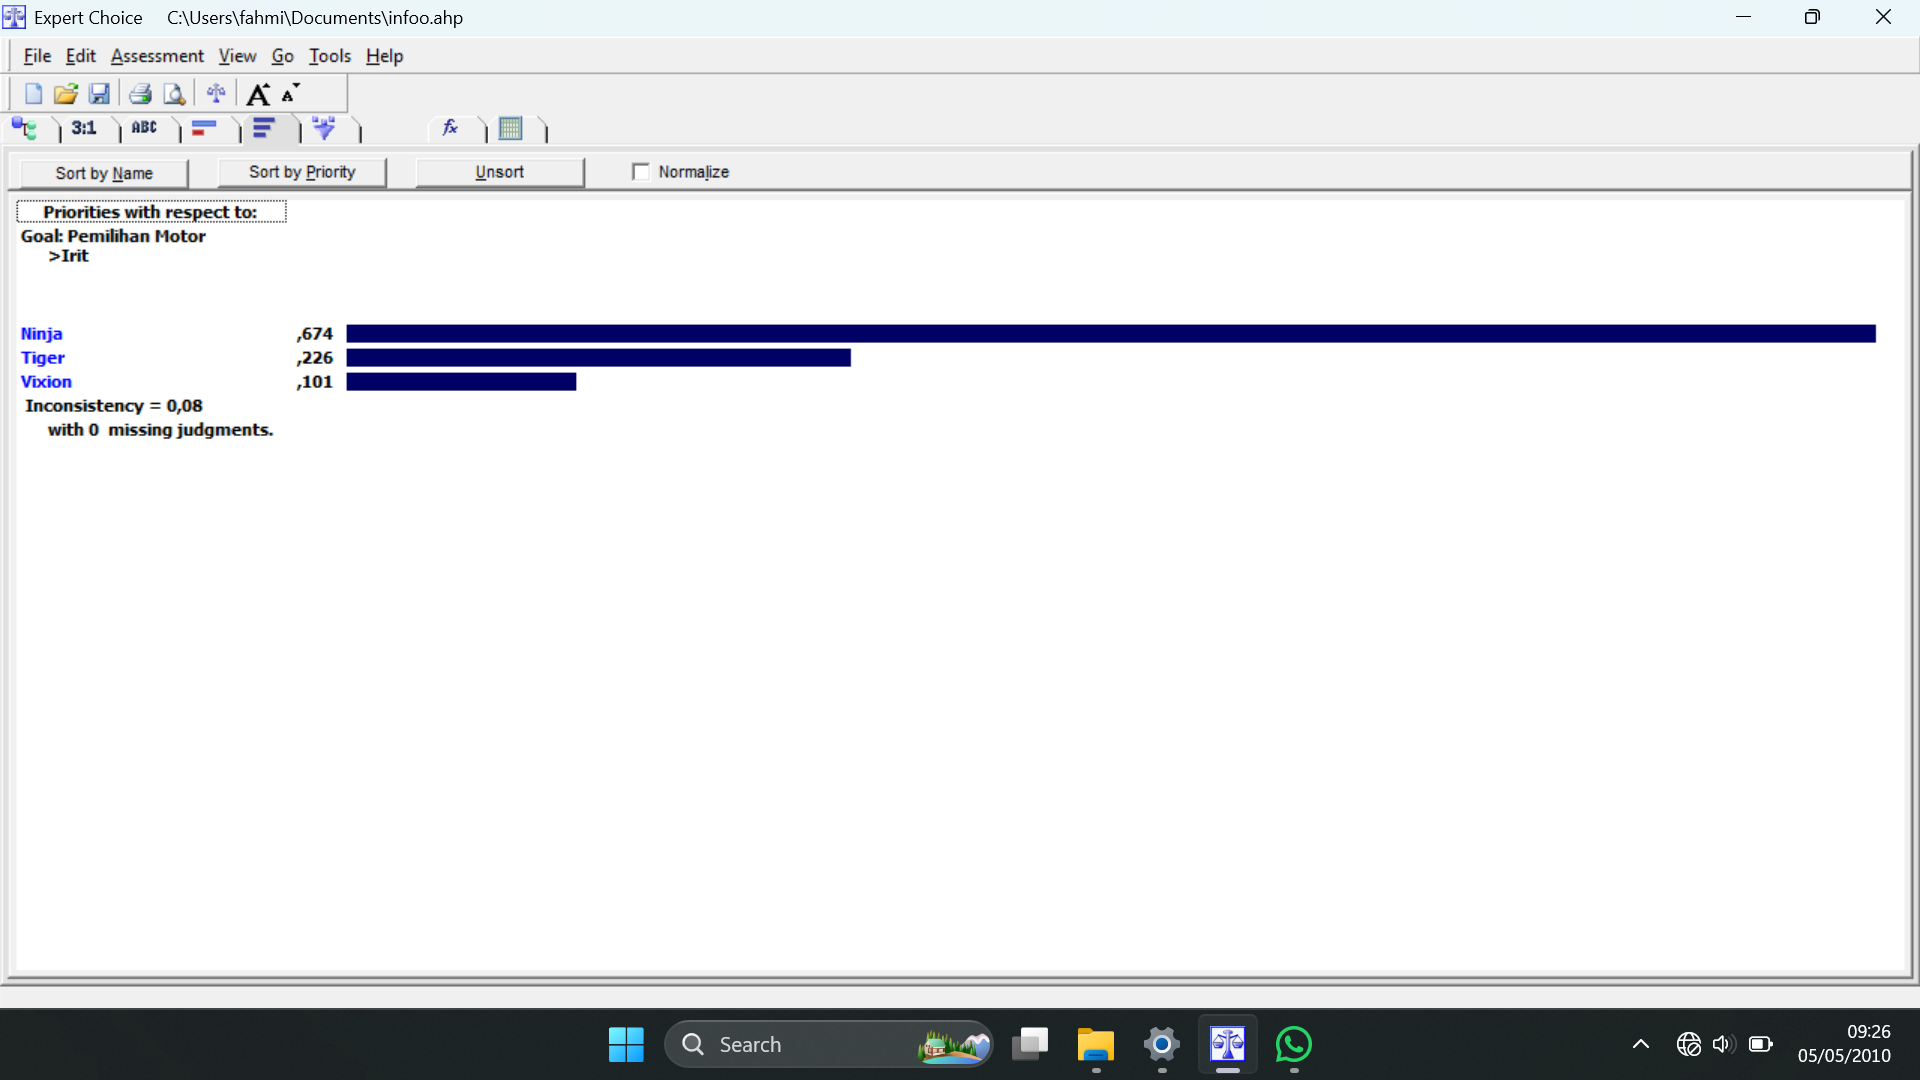 Expert Choice C:\Users\fahmi\Documents\infoo.ahp
File Edit Assessment View Go Tools Help
A A
3:1 ABC fx
Sort by Name Sort by Priority Unsort Normalize
Priorities with respect to:
Goal: Pemilihan Motor
>Irit
Ninja ,674
Tiger ,226
Vixion ,101
Inconsistency = 0,08
with 0 missing judgments.
Search
09:26
05/05/2010